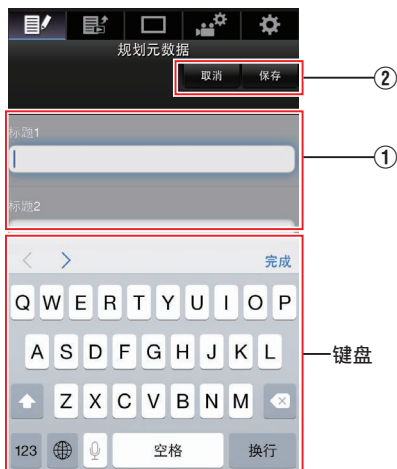 规划元数据
取消 保存
②
标题1
①
标题2
完成
Q W E R T Y U I O P
A S D F G H J K L
键盘
Z X C V B N M
123 空格 换行